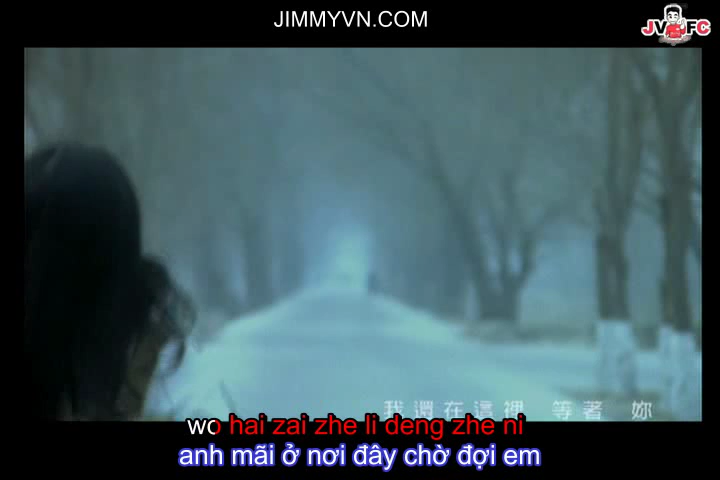 JIMMYVN.COM
JV FC
我還在這裡 等著 妳
wo hai zai zhe li deng zhe ni
anh mãi ở nơi đây chờ đợi em